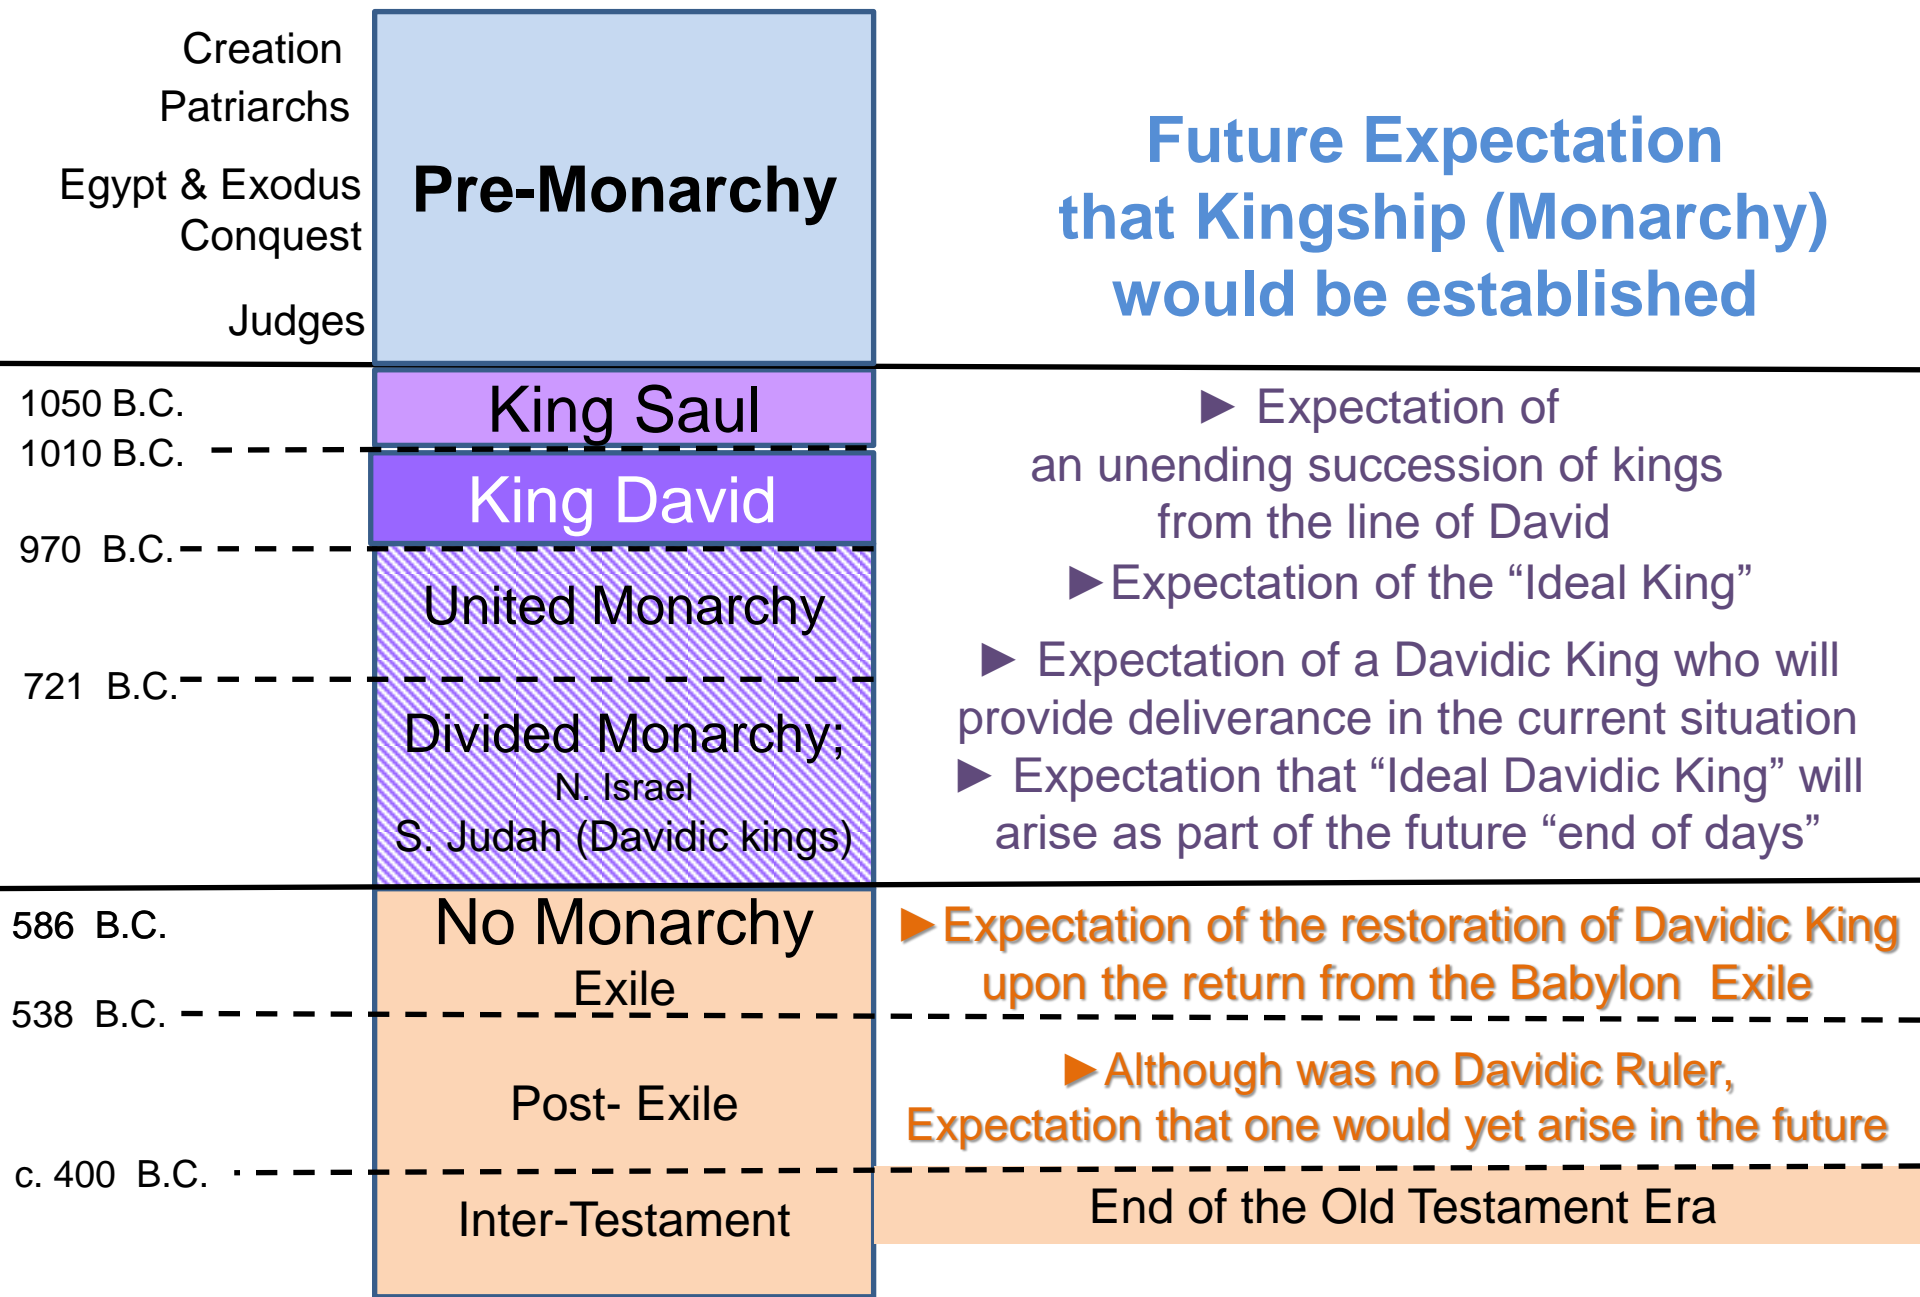 Creation
Patriarchs
Egypt & Exodus
Conquest
Judges
Pre-Monarchy
Future Expectation
that Kingship (Monarchy)
would be established
1050 B.C.
1010 B.C.
970 B.C.
721 B.C.
King Saul
King David
United Monarchy
Divided Monarchy;
N. Israel
S. Judah (Davidic kings)
► Expectation of
an unending succession of kings
from the line of David
►Expectation of the “Ideal King”
► Expectation of a Davidic King who will
provide deliverance in the current situation
► Expectation that “Ideal Davidic King” will
arise as part of the future “end of days”
586 B.C.
538 B.C.
c. 400 B.C.
No Monarchy
Exile
Post- Exile
Inter-Testament
►Expectation of the restoration of Davidic King
upon the return from the Babylon Exile
►Although was no Davidic Ruler,
Expectation that one would yet arise in the future
End of the Old Testament Era